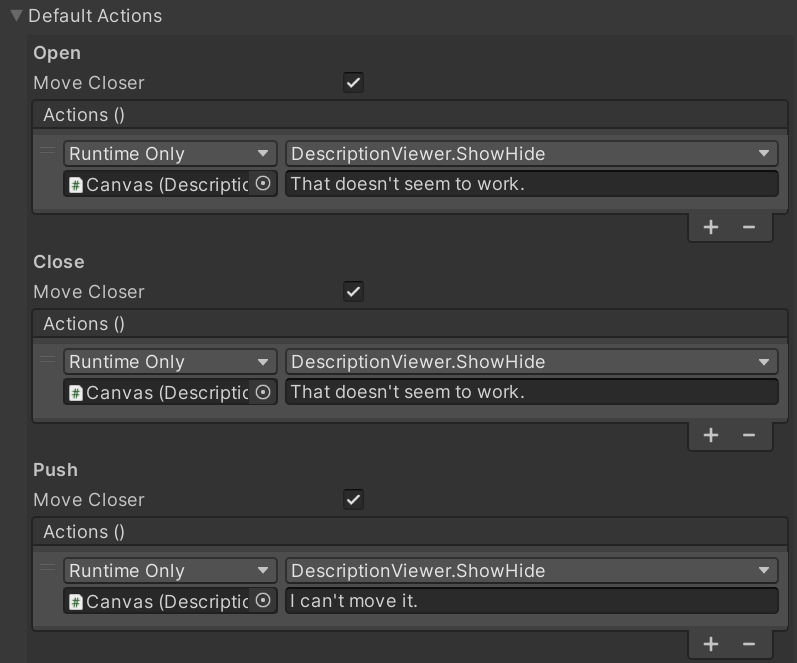 Default Actions
Open
Move Closer
Actions ()
Runtime Only DescriptionViewer.ShowHide
# Canvas (Descriptic That doesn't seem to work.
Close
Move Closer
Actions ()
Runtime Only DescriptionViewer.ShowHide
# Canvas (Descriptic That doesn't seem to work.
Push
Move Closer
Actions ()
Runtime Only DescriptionViewer.ShowHide
# Canvas (Descriptic I can't move it.